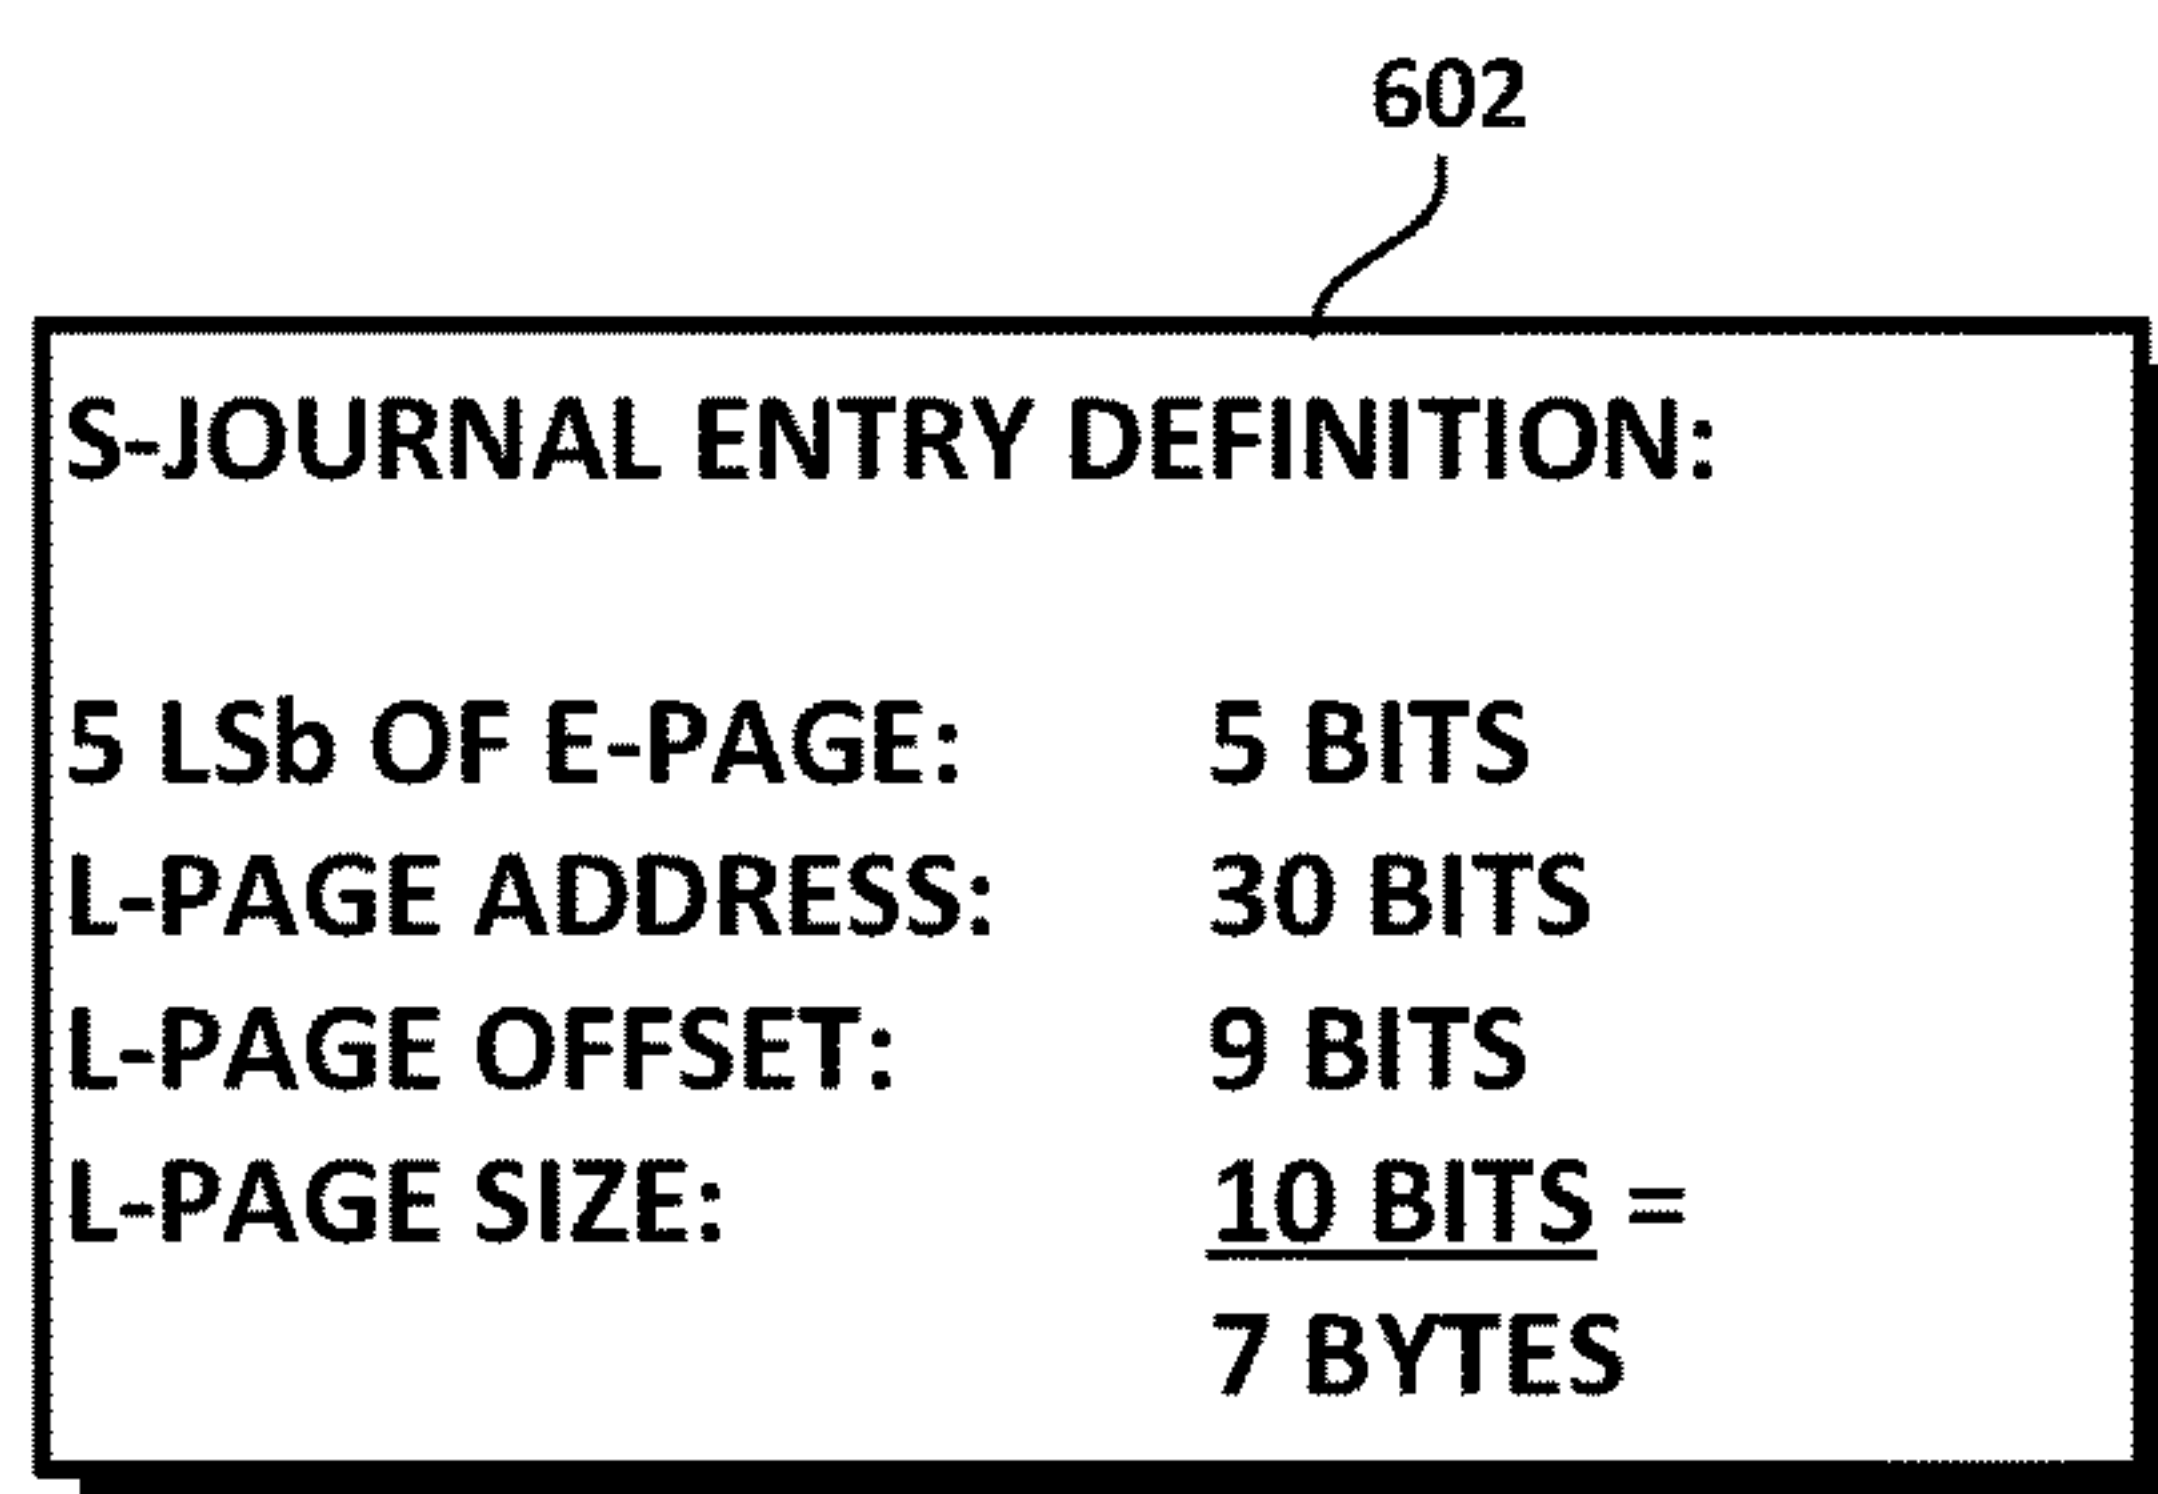 602
S-JOURNAL ENTRY DEFINITION:
5 LSb OF E-PAGE: 5 BITS
L-PAGE ADDRESS: 30 BITS
L-PAGE OFFSET: 9 BITS
L-PAGE SIZE: 10 BITS =
7 BYTES